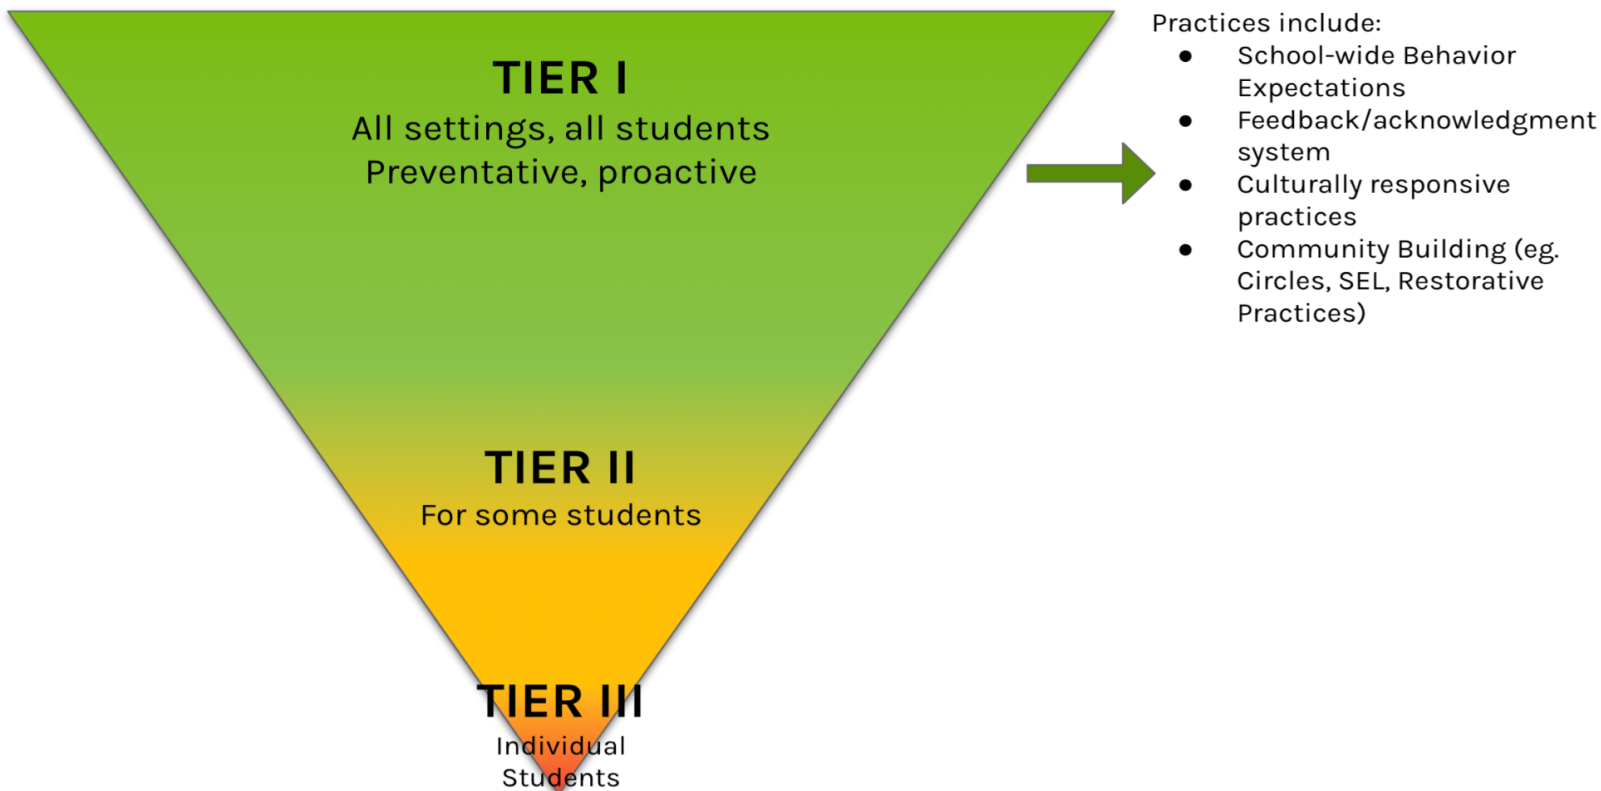 TIER I
All settings, all students
Preventative, proactive
TIER II
For some students
TIER III
Individual
Students
Practices include:
● School-wide Behavior
Expectations
● Feedback/acknowledgment
system
● Culturally responsive
practices
● Community Building (eg.
Circles, SEL, Restorative
Practices)